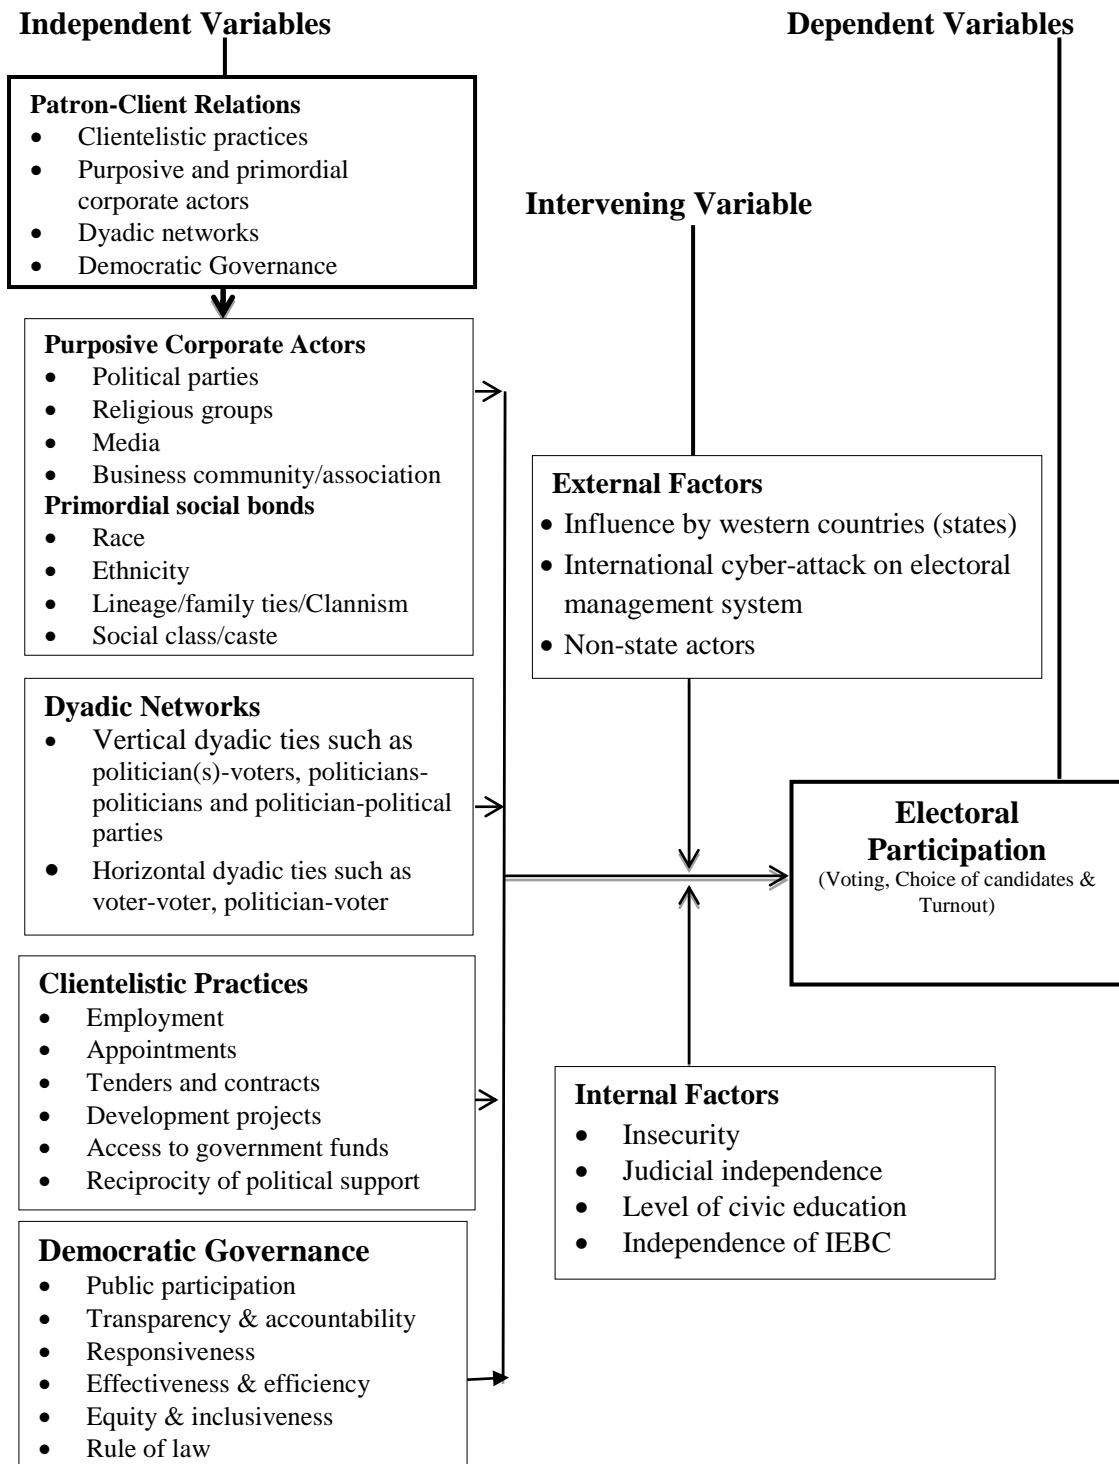 Independent Variables
Dependent Variables
Patron-Client Relations
• Clientelistic practices
• Purposive and primordial
corporate actors
• Dyadic networks
• Democratic Governance
Intervening Variable
Purposive Corporate Actors
• Political parties
• Religious groups
• Media
• Business community/association
Primordial social bonds
• Race
• Ethnicity
• Lineage/family ties/Clannism
• Social class/caste
External Factors
• Influence by western countries (states)
• International cyber-attack on electoral
management system
• Non-state actors
Dyadic Networks
• Vertical dyadic ties such as
politician(s)-voters, politicians-
politicians and politician-political
parties
• Horizontal dyadic ties such as
voter-voter, politician-voter
Electoral
Participation
(Voting, Choice of candidates &
Turnout)
Clientelistic Practices
• Employment
• Appointments
• Tenders and contracts
• Development projects
• Access to government funds
• Reciprocity of political support
Internal Factors
• Insecurity
• Judicial independence
• Level of civic education
• Independence of IEBC
Democratic Governance
• Public participation
• Transparency & accountability
• Responsiveness
• Effectiveness & efficiency
• Equity & inclusiveness
• Rule of law